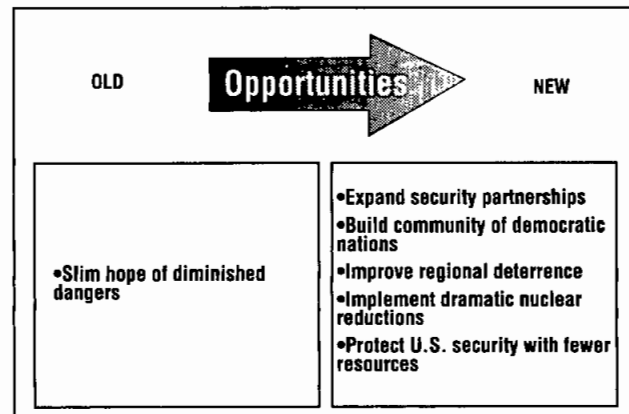 OLD
Opportunities
NEW
•Slim hope of diminished
dangers
•Expand security partnerships
•Build community of democratic
nations
•Improve regional deterrence
•Implement dramatic nuclear
reductions
•Protect U.S. security with fewer
resources